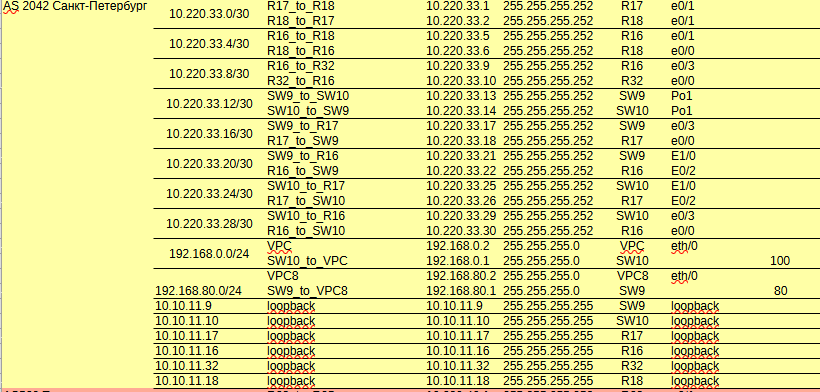 AS 2042 Санкт-Петербург
10.220.33.0/30 R17_to_R18 10.220.33.1 255.255.255.252 R17 e0/1
R18_to_R17 10.220.33.2 255.255.255.252 R18 e0/1
10.220.33.4/30 R16_to_R18 10.220.33.5 255.255.255.252 R16 e0/1
R18_to_R16 10.220.33.6 255.255.255.252 R18 e0/0
10.220.33.8/30 R16_to_R32 10.220.33.9 255.255.255.252 R16 e0/3
R32_to_R16 10.220.33.10 255.255.255.252 R32 e0/0
10.220.33.12/30 SW9_to_SW10 10.220.33.13 255.255.255.252 SW9 Po1
SW10_to_SW9 10.220.33.14 255.255.255.252 SW10 Po1
10.220.33.16/30 SW9_to_R17 10.220.33.17 255.255.255.252 SW9 e0/3
R17_to_SW9 10.220.33.18 255.255.255.252 R17 e0/0
10.220.33.20/30 SW9_to_R16 10.220.33.21 255.255.255.252 SW9 E1/0
R16_to_SW9 10.220.33.22 255.255.255.252 R16 E0/2
10.220.33.24/30 SW10_to_R17 10.220.33.25 255.255.255.252 SW10 E1/0
R17_to_SW10 10.220.33.26 255.255.255.252 R17 E0/2
10.220.33.28/30 SW10_to_R16 10.220.33.29 255.255.255.252 SW10 e0/3
R16_to_SW10 10.220.33.30 255.255.255.252 R16 e0/0
192.168.0.0/24 VPC 192.168.0.2 255.255.255.0 VPC eth/0
SW10_to_VPC 192.168.0.1 255.255.255.0 SW10 100
VPC8 192.168.80.2 255.255.255.0 VPC8 eth/0
192.168.80.0/24 SW9_to_VPC8 192.168.80.1 255.255.255.0 SW9 80
10.10.11.9 loopback 10.10.11.9 255.255.255.255 SW9 loopback
10.10.11.10 loopback 10.10.11.10 255.255.255.255 SW10 loopback
10.10.11.17 loopback 10.10.11.17 255.255.255.255 R17 loopback
10.10.11.16 loopback 10.10.11.16 255.255.255.255 R16 loopback
10.10.11.32 loopback 10.10.11.32 255.255.255.255 R32 loopback
10.10.11.18 loopback 10.10.11.18 255.255.255.255 R18 loopback